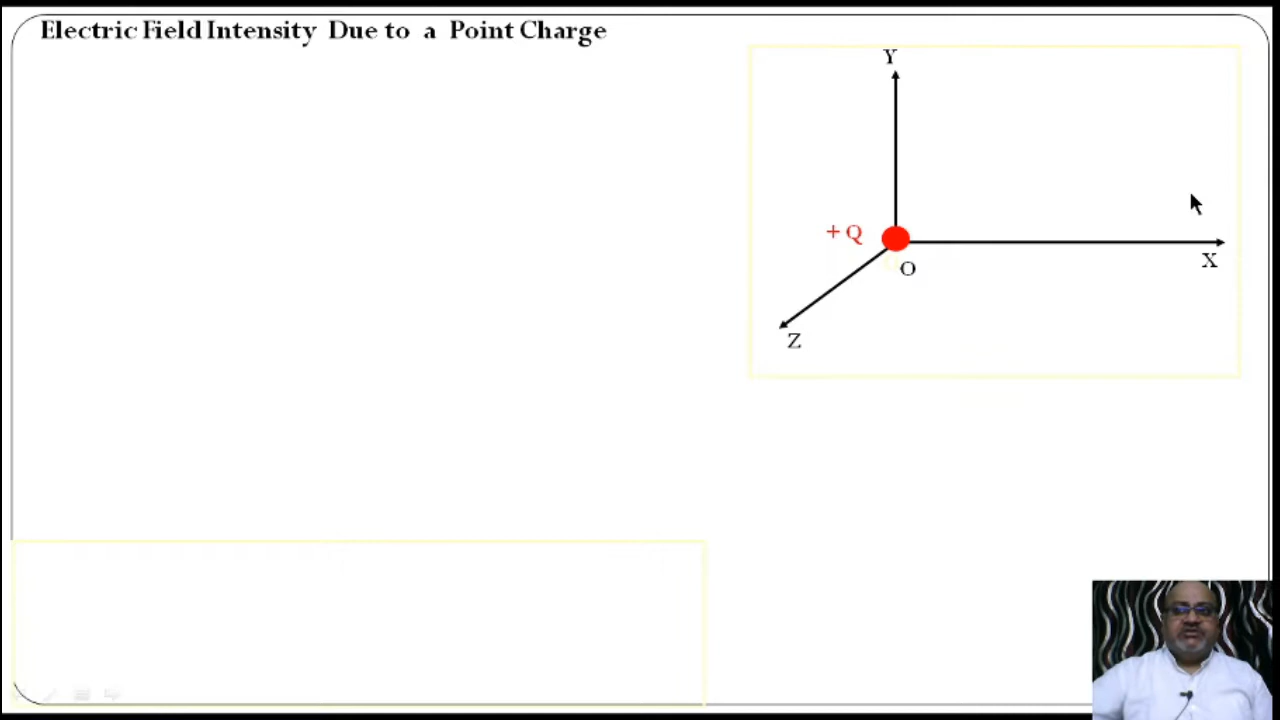 Electric Field Intensity Due to a Point Charge
Y
+ Q
O
X
Z